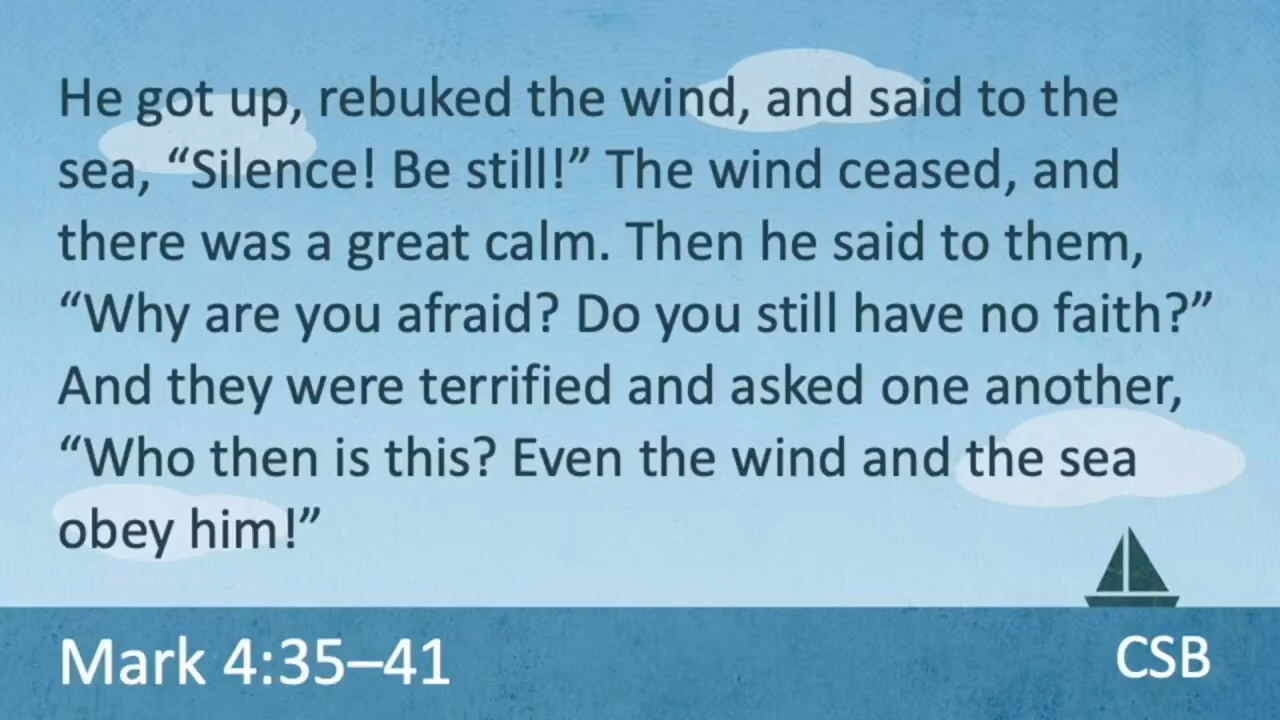 He got up, rebuked the wind, and said to the
sea, “Silence! Be still!” The wind ceased, and
there was a great calm. Then he said to them,
“Why are you afraid? Do you still have no faith?”
And they were terrified and asked one another,
“Who then is this? Even the wind and the sea
obey him!”
Mark 4:35–41
CSB